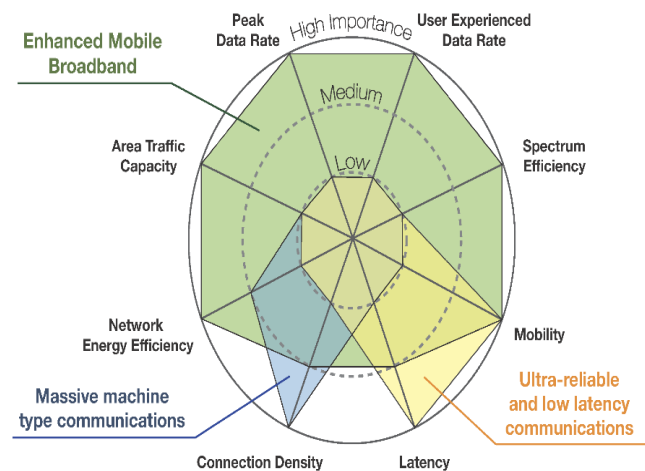 Peak
Data Rate
High Importance
User Experienced
Data Rate
Enhanced Mobile
Broadband
Medium
Area Traffic
Capacity
Low
Spectrum
Efficiency
Network
Energy Efficiency
Mobility
Massive machine
type communications
Ultra-reliable
and low latency
communications
Connection Density
Latency